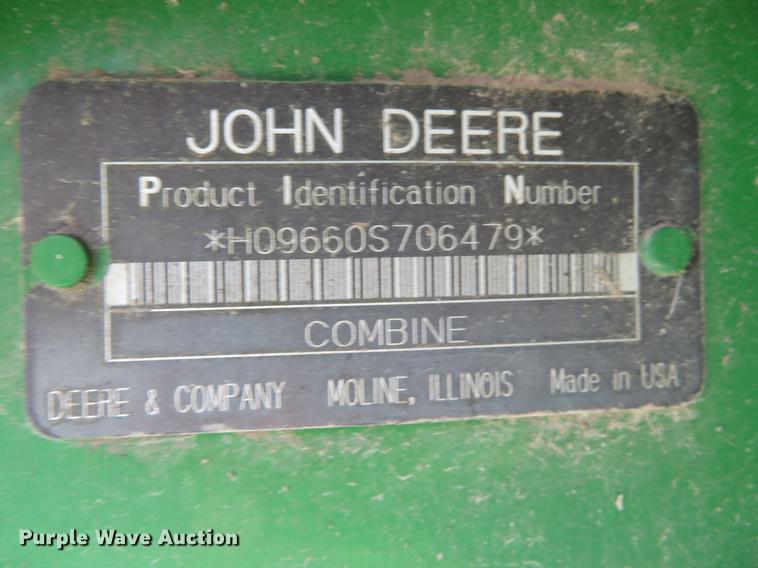 JOHN DEERE
Product Identification Number
*H09660S706479*
COMBINE
DEERE & COMPANY MOLINE, ILLINOIS Made in USA
Purple Wave Auction